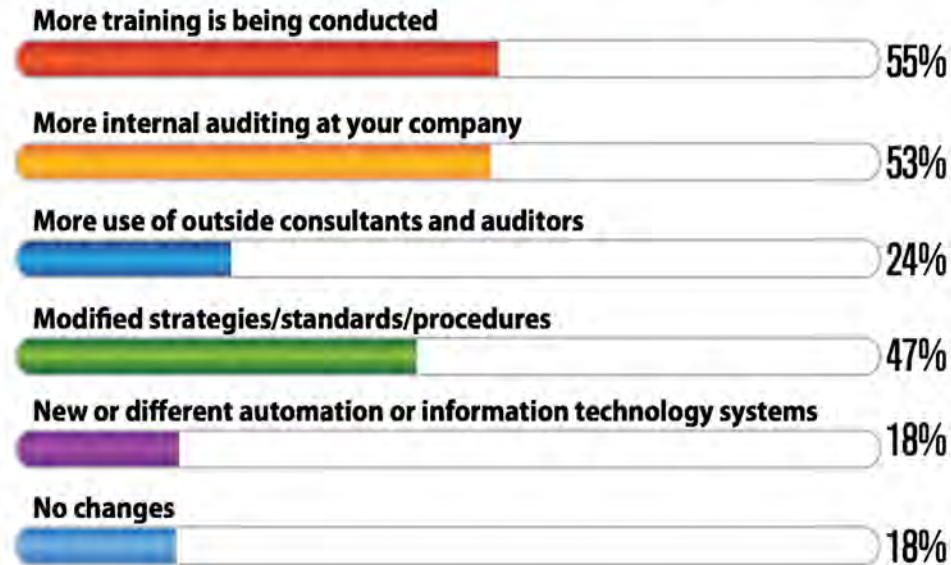 More training is being conducted
55%
More internal auditing at your company
53%
More use of outside consultants and auditors
24%
Modified strategies/standards/procedures
47%
New or different automation or information technology systems
18%
No changes
18%